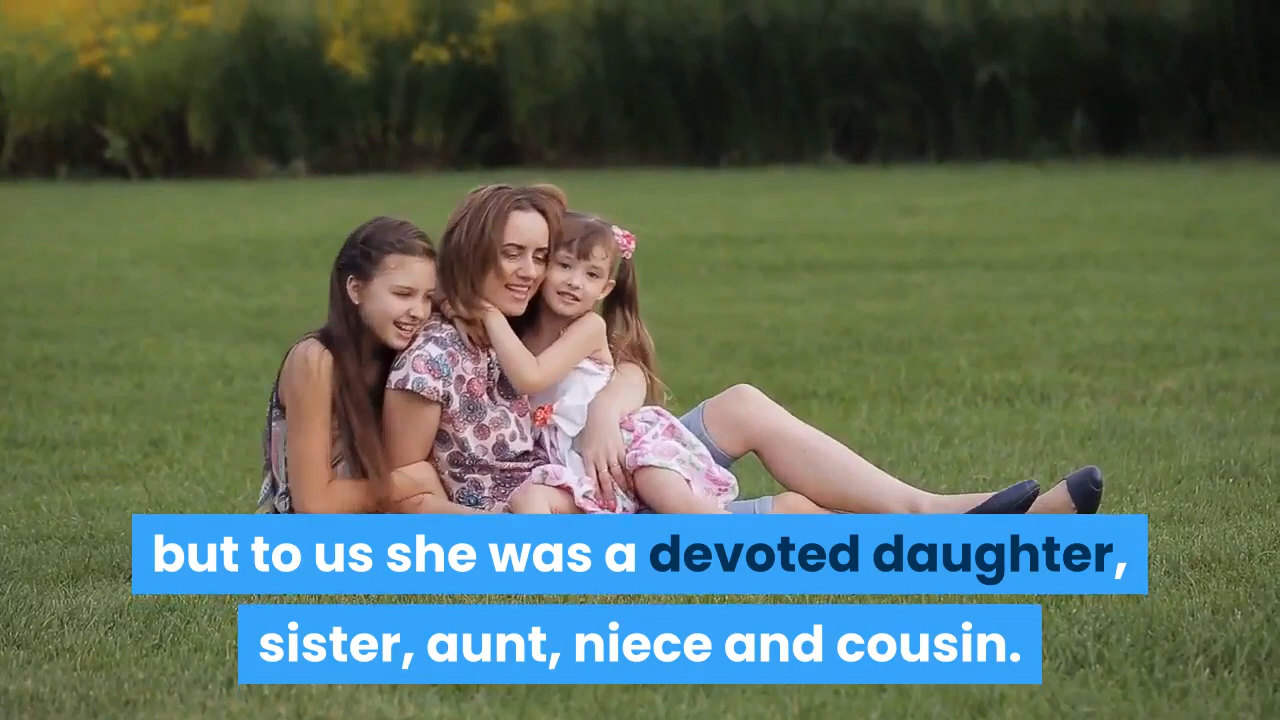 but to us she was a devoted daughter,
sister, aunt, niece and cousin.